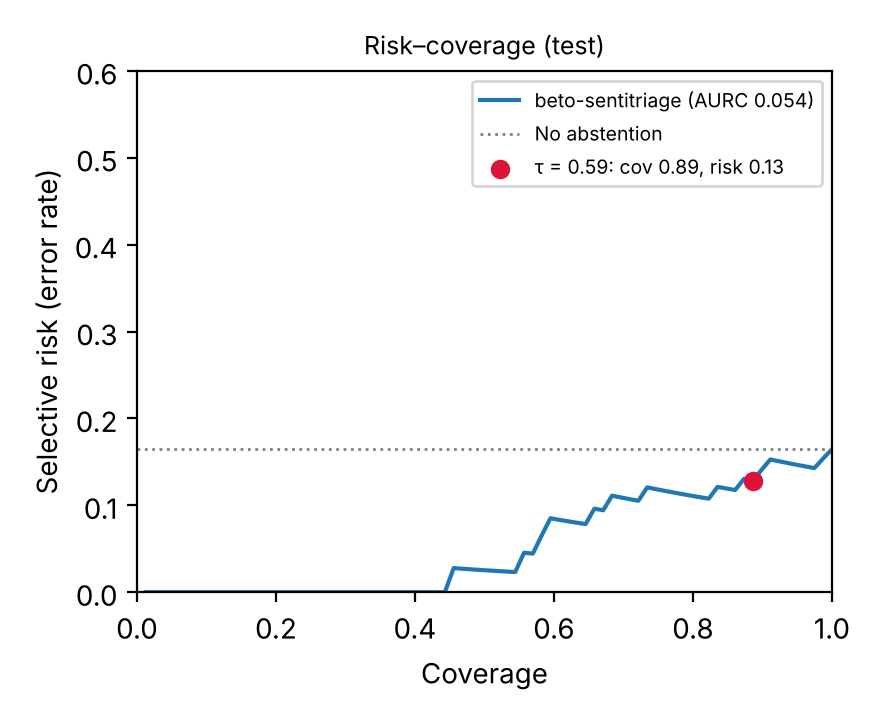 Risk–coverage (test)
beto-sentitriage (AURC 0.054)
No abstention
τ = 0.59: cov 0.89, risk 0.13
Selective risk (error rate)
0.6
0.5
0.4
0.3
0.2
0.1
0.0
0.0 0.2 0.4 0.6 0.8 1.0
Coverage